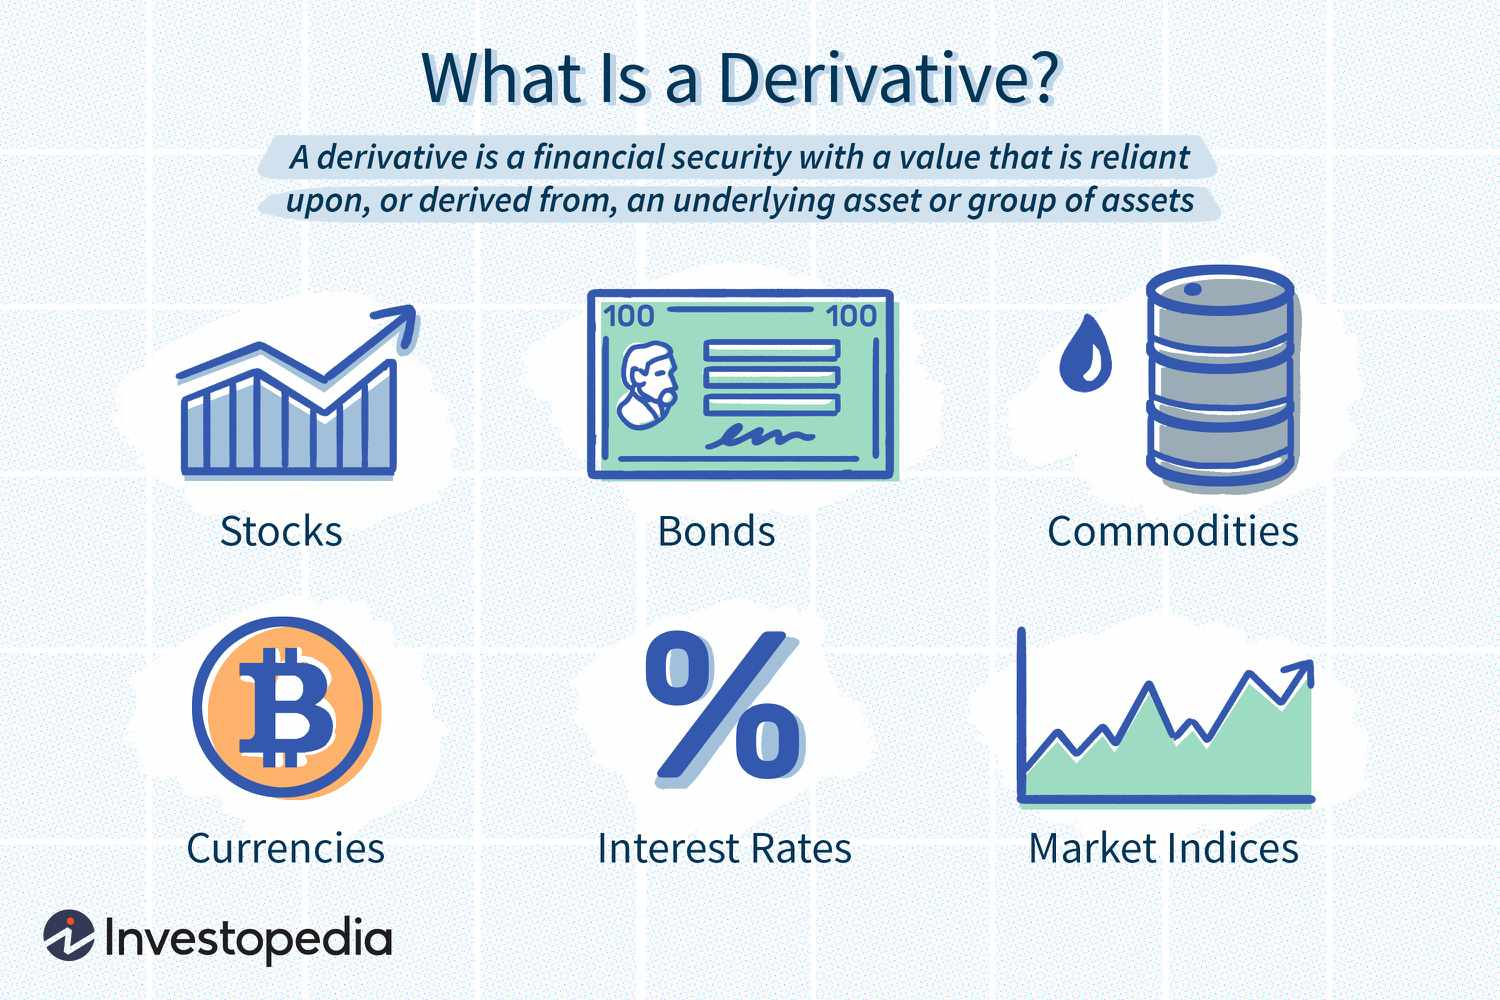 What Is a Derivative?
A derivative is a financial security with a value that is reliant
upon, or derived from, an underlying asset or group of assets
100 100
Stocks Bonds Commodities
Currencies Interest Rates Market Indices
Investopedia